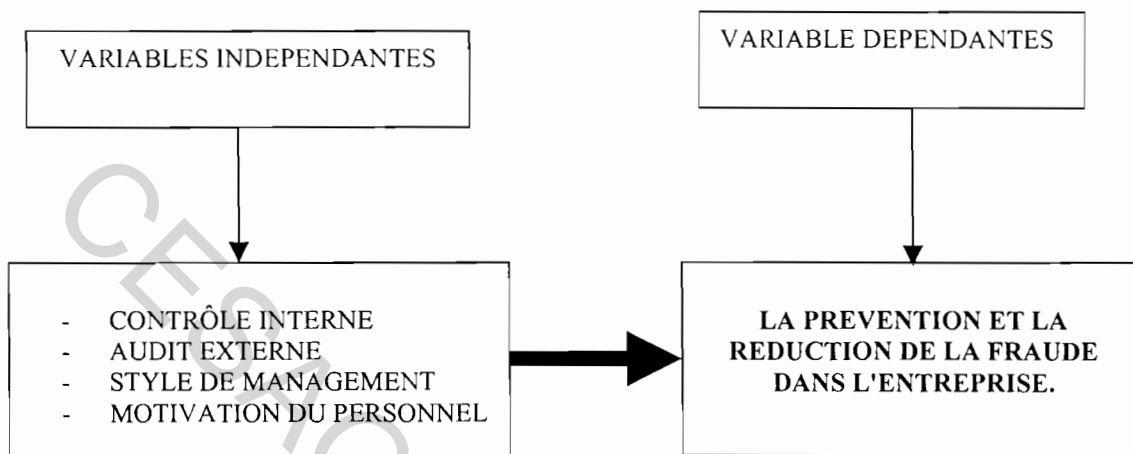 VARIABLES INDEPENDANTES
VARIABLE DEPENDANTES
- CONTRÔLE INTERNE
- AUDIT EXTERNE
- STYLE DE MANAGEMENT
- MOTIVATION DU PERSONNEL
LA PREVENTION ET LA
REDUCTION DE LA FRAUDE
DANS L'ENTREPRISE.